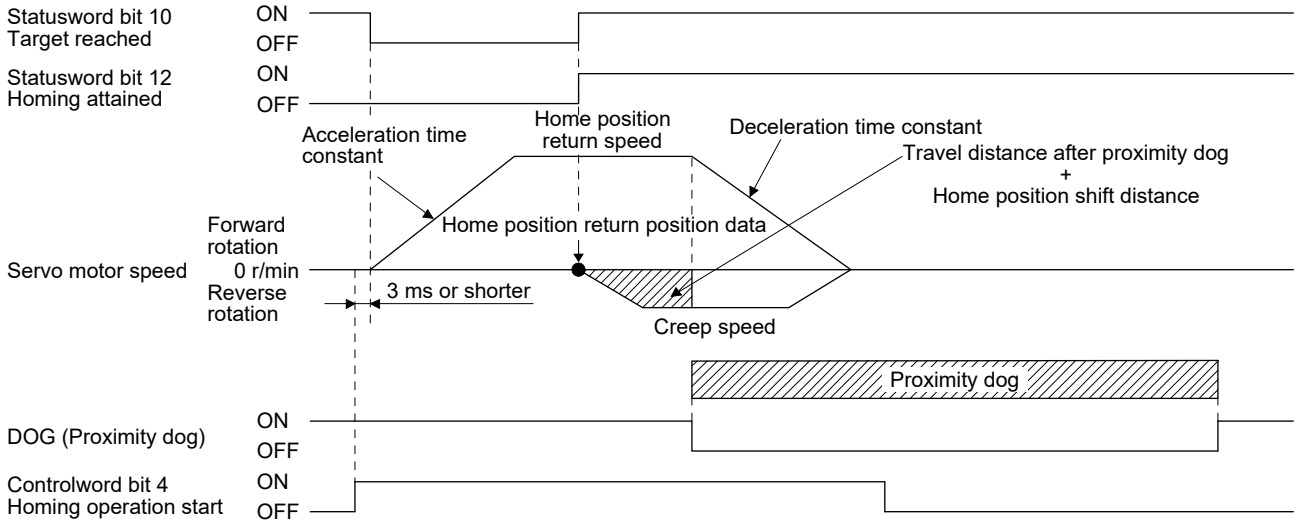 Statusword bit 10
Target reached
ON
OFF
Statusword bit 12
Homing attained
ON
OFF
Acceleration time
constant
Home position
return speed
Deceleration time constant
Travel distance after proximity dog
+
Home position shift distance
Home position return position data
Servo motor speed
Forward
rotation
0 r/min
Reverse
rotation
3 ms or shorter
Creep speed
Proximity dog
DOG (Proximity dog)
ON
OFF
Controlword bit 4
Homing operation start
ON
OFF